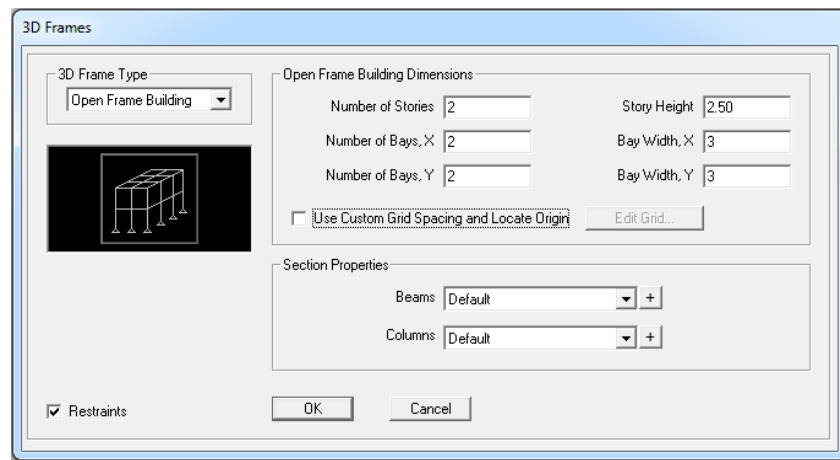 3D Frames
3D Frame Type
Open Frame Building
Open Frame Building Dimensions
Number of Stories 2 Story Height 2.50
Number of Bays, X 2 Bay Width, X 3
Number of Bays, Y 2 Bay Width, Y 3
Use Custom Grid Spacing and Locate Origin Edit Grid...
Section Properties
Beams Default +
Columns Default +
Restraints OK Cancel